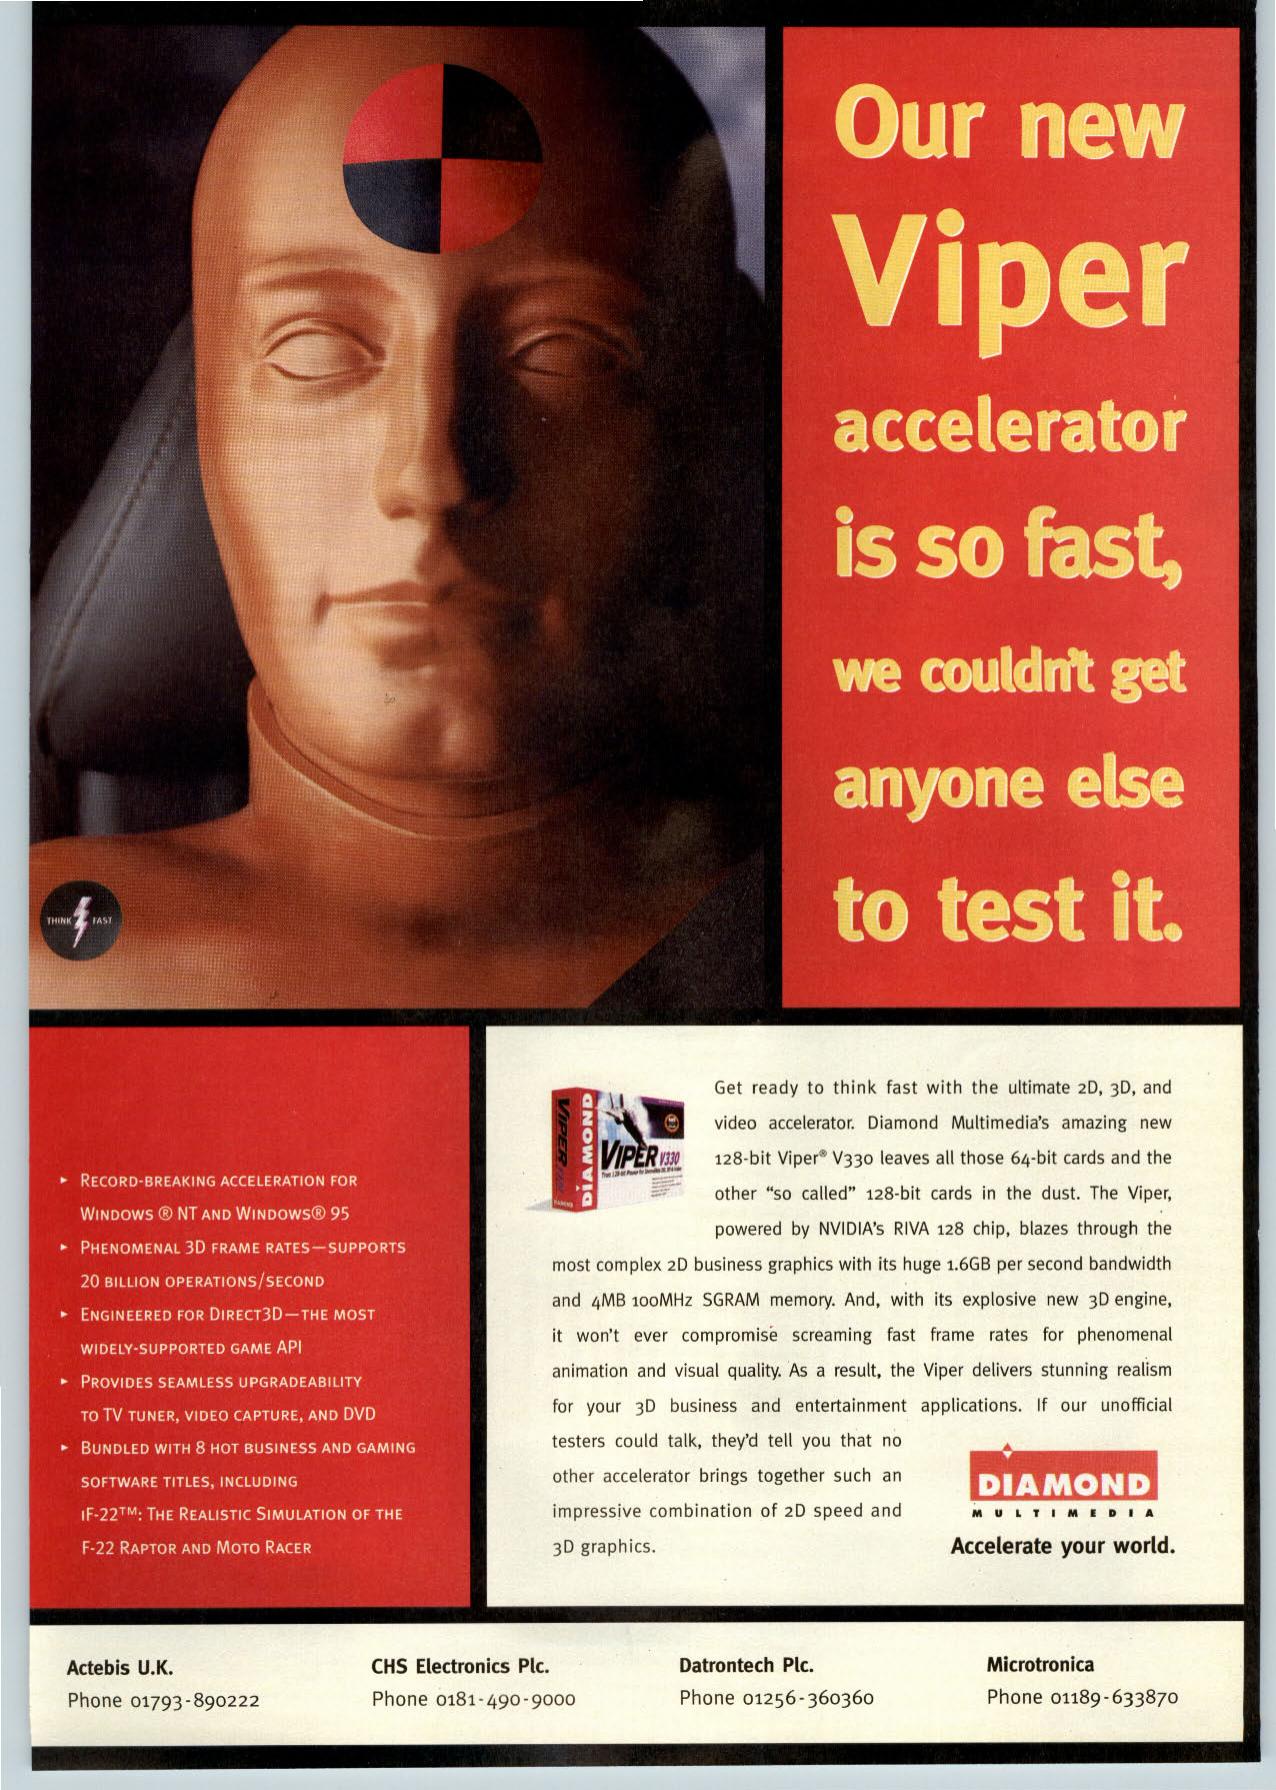 Our new
Viper
accelerator
is so fast,
we couldn't get
anyone else
to test it.
THINK FAST
► RECORD-BREAKING ACCELERATION FOR
WINDOWS ® NT AND WINDOWS® 95
► PHENOMENAL 3D FRAME RATES—SUPPORTS
20 BILLION OPERATIONS/SECOND
► ENGINEERED FOR DIRECT3D—THE MOST
WIDELY-SUPPORTED GAME API
► PROVIDES SEAMLESS UPGRADEABILITY
TO TV TUNER, VIDEO CAPTURE, AND DVD
► BUNDLED WITH 8 HOT BUSINESS AND GAMING
SOFTWARE TITLES, INCLUDING
iF-22™: THE REALISTIC SIMULATION OF THE
F-22 RAPTOR AND MOTO RACER
VIPER
DIAMOND
VIPER V330
Get ready to think fast with the ultimate 2D, 3D, and
video accelerator. Diamond Multimedia's amazing new
128-bit Viper® V330 leaves all those 64-bit cards and the
other “so called” 128-bit cards in the dust. The Viper,
powered by NVIDIA's RIVA 128 chip, blazes through the
most complex 2D business graphics with its huge 1.6GB per second bandwidth
and 4MB 100MHz SGRAM memory. And, with its explosive new 3D engine,
it won't ever compromise screaming fast frame rates for phenomenal
animation and visual quality. As a result, the Viper delivers stunning realism
for your 3D business and entertainment applications. If our unofficial
testers could talk, they'd tell you that no
other accelerator brings together such an
impressive combination of 2D speed and
3D graphics.
DIAMOND
MULTIMEDIA
Accelerate your world.
Actebis U.K.
Phone 01793-890222
CHS Electronics Plc.
Phone 0181-490-9000
Datrontech Plc.
Phone 01256-360360
Microtronica
Phone 01189-633870